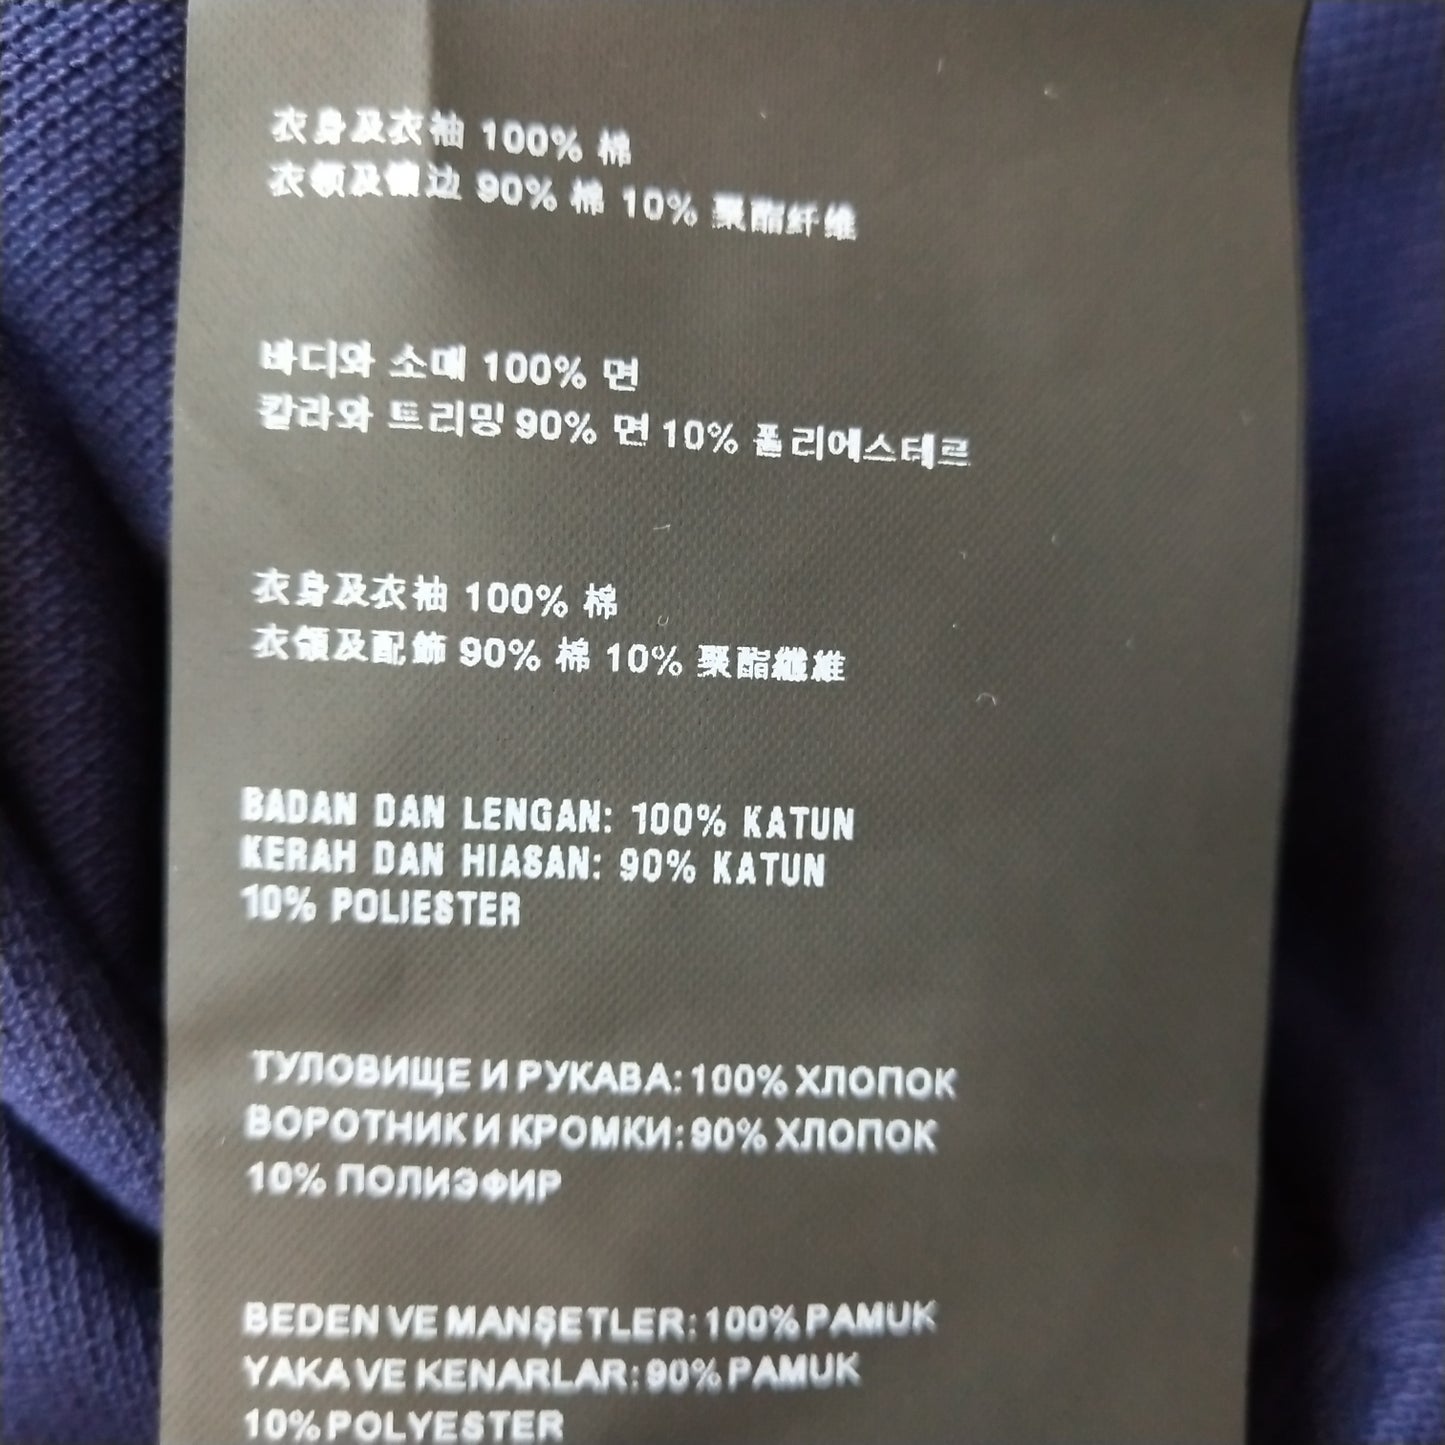 衣身及衣袖 100% 棉
衣领及镶边 90% 棉 10% 聚酯纤维
바디와 소매 100% 면
칼라와 트리밍 90% 면 10% 폴리에스테르
衣身及衣袖 100% 棉
衣領及配飾 90% 棉 10% 聚酯纖維
BADAN DAN LENGAN: 100% KATUN
KERAH DAN HIASAN: 90% KATUN
10% POLIESTER
ТУЛОВИЩЕ И РУКАВА: 100% ХЛОПОК
ВОРОТНИК И КРОМКИ: 90% ХЛОПОК
10% ПОЛИЭФИР
BEDEN VE MANŞETLER: 100% PAMUK
YAKA VE KENARLAR: 90% PAMUK
10% POLYESTER